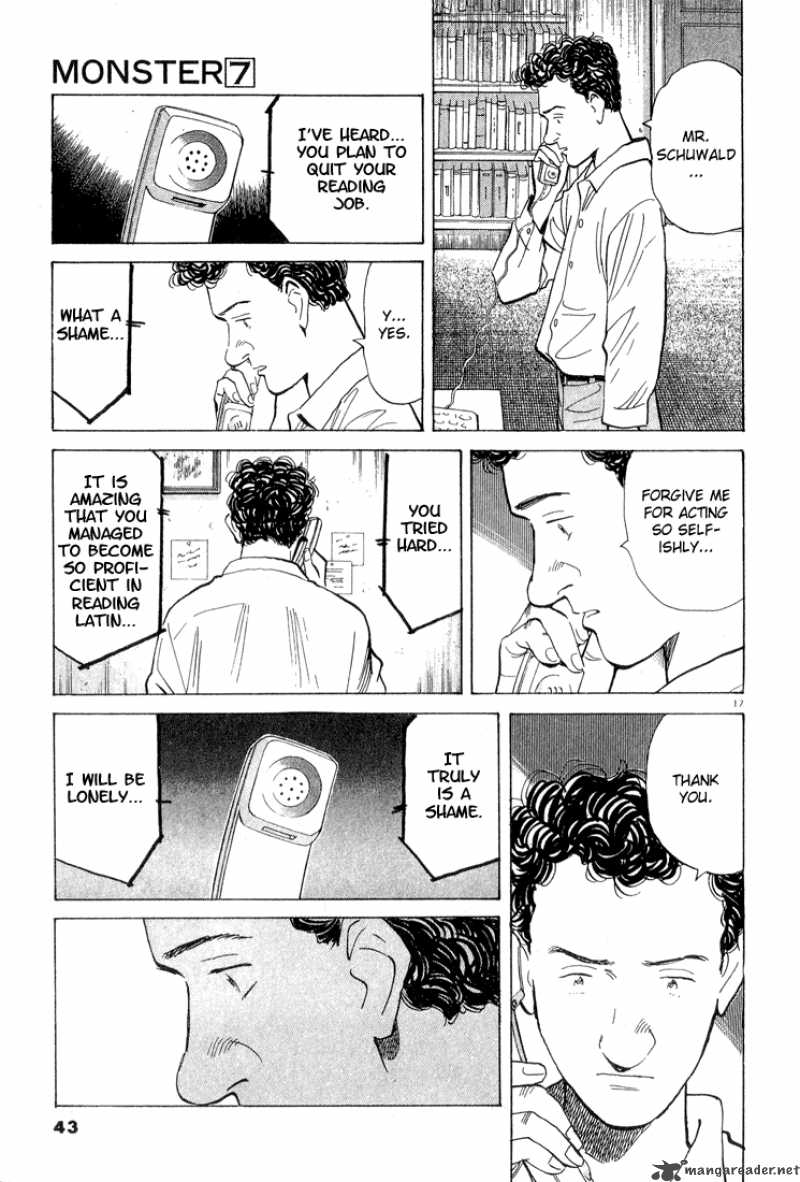 MONSTER 7
MR.
SCHUWALD
...
I'VE HEARD...
YOU PLAN TO
QUIT YOUR
READING
JOB.
Y...
YES.
WHAT A
SHAME...
FORGIVE ME
FOR ACTING
SO SELF-
ISHLY...
YOU
TRIED
HARD...
IT IS
AMAZING
THAT YOU
MANAGED
TO BECOME
SO PROFI-
CIENT IN
READING
LATIN...
17
THANK
YOU.
IT
TRULY
IS A
SHAME.
I WILL BE
LONELY...
43
mangareader.net